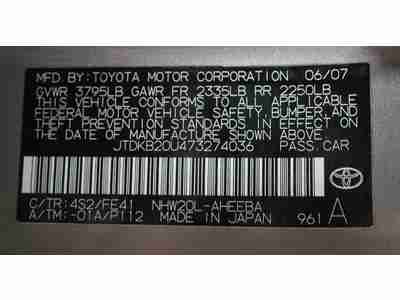 MFD. BY: TOYOTA MOTOR CORPORATION 06/07
GVWR 3795LB GAWR FR 2335LB RR 2250LB
THIS VEHICLE CONFORMS TO ALL APPLICABLE
FEDERAL MOTOR VEHICLE SAFETY, BUMPER, AND
THEFT PREVENTION STANDARDS IN EFFECT ON
THE DATE OF MANUFACTURE SHOWN ABOVE.
JTDKB20U473274036 PASS.CAR
TOYOTA
C/TR:4S2/FE41 NHW20L-AHEEBA
A/TM:-01A/P112 MADE IN JAPAN 961 A